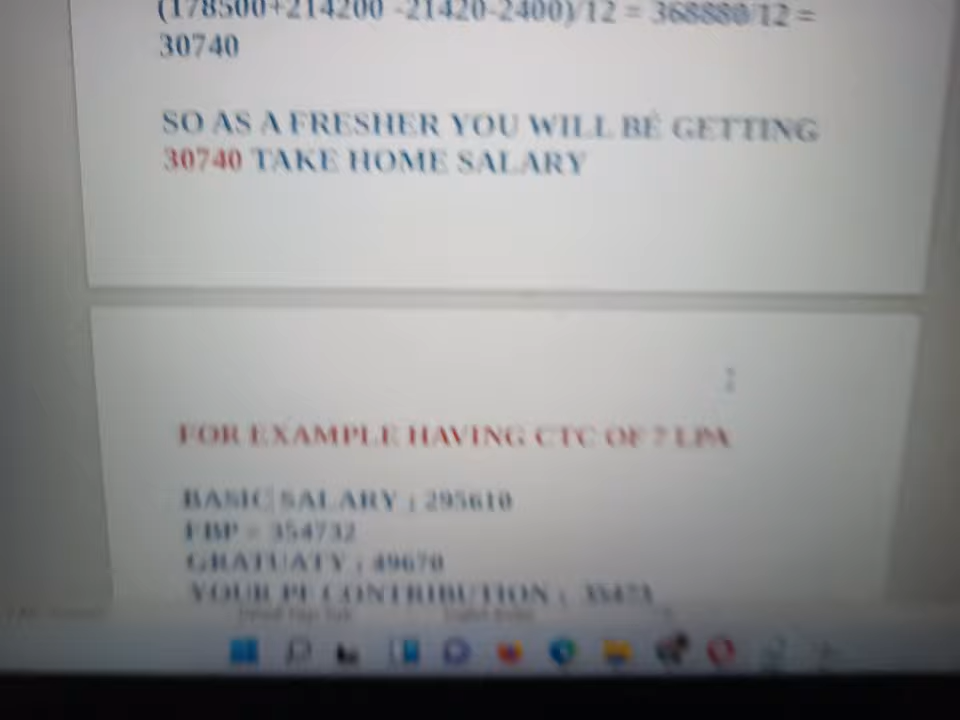 (178500+214200 -21420-2400)/12 = 368880/12 =
30740
SO AS A FRESHER YOU WILL BE GETTING
30740 TAKE HOME SALARY
FOR EXAMPLE HAVING CTC OF 7 LPA
BASIC SALARY : 295610
FBP = 354732
GRATUATY : 49670
YOUR PF CONTRIBUTION : 35473